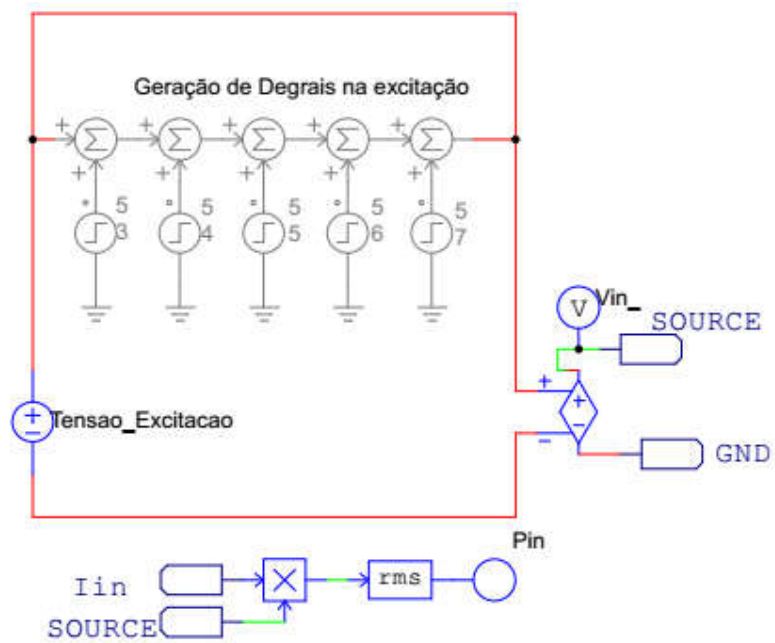 Geração de Degrais na excitação
+ + + + +
Σ Σ Σ Σ Σ
+ + + + +
5 5 5 5 5
3 4 5 6 7
V Vin_
SOURCE
+
+
−
−
GND
+
−
Tensao_Excitacao
Pin
Iin
rms
SOURCE